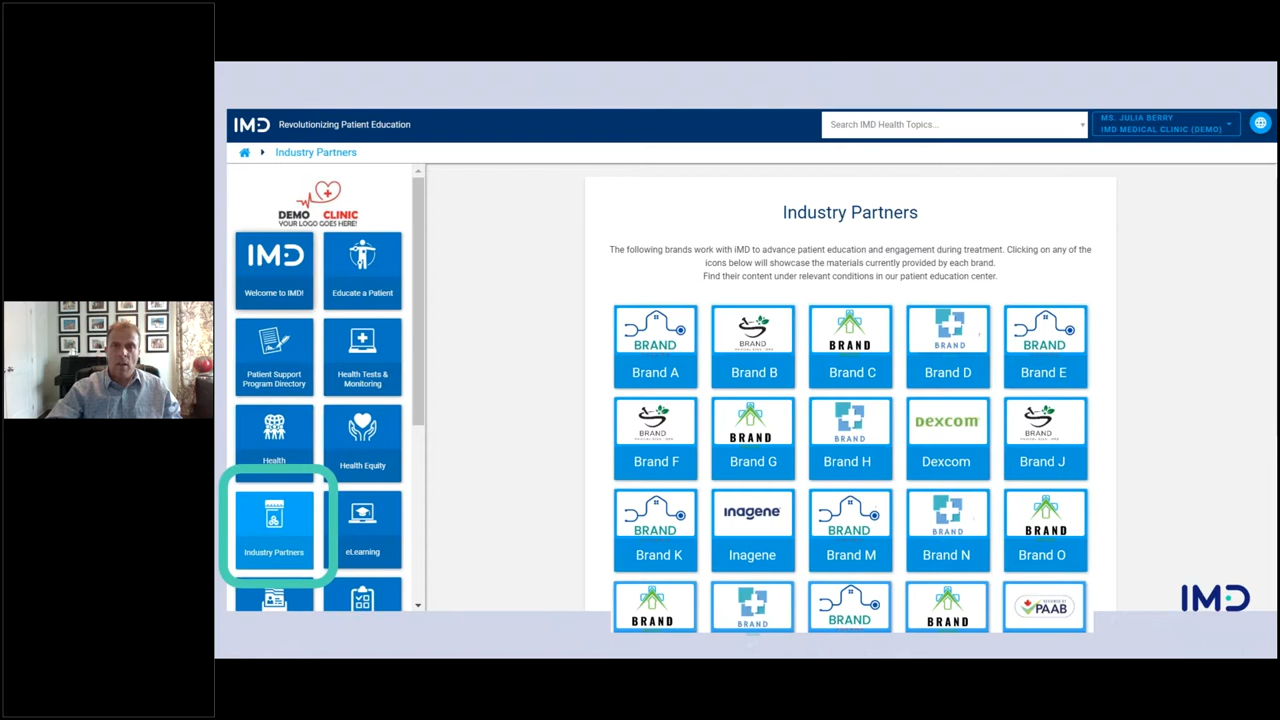 IMD Revolutionizing Patient Education
Search IMD Health Topics...
MS. JULIA BERRY
IMD MEDICAL CLINIC (DEMO)
Industry Partners
DEMO CLINIC
YOUR LOGO GOES HERE!
IMD
Welcome to IMD!
Educate a Patient
Patient Support
Program Directory
Health Tests &
Monitoring
Health
Health Equity
Industry Partners
eLearning
Industry Partners
The following brands work with iMD to advance patient education and engagement during treatment. Clicking on any of the
icons below will showcase the materials currently provided by each brand.
Find their content under relevant conditions in our patient education center.
BRAND
BRAND
BRAND
BRAND
BRAND
Brand A
Brand B
Brand C
Brand D
Brand E
BRAND
BRAND
BRAND
Dexcom
BRAND
Brand F
Brand G
Brand H
Dexcom
Brand J
BRAND
Inagene
BRAND
BRAND
BRAND
Brand K
Inagene
Brand M
Brand N
Brand O
BRAND
BRAND
BRAND
BRAND
PAAB
IMD